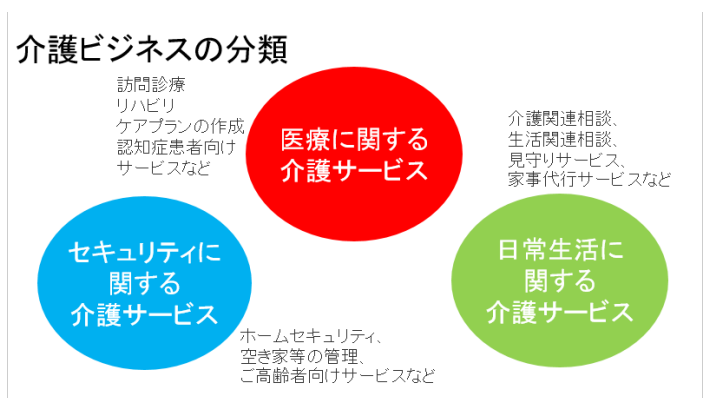 介護ビジネスの分類
訪問診療
リハビリ
ケアプランの作成
認知症患者向け
サービスなど
医療に関する
介護サービス
介護関連相談、
生活関連相談、
見守りサービス、
家事代行サービスなど
セキュリティに
関する
介護サービス
日常生活に
関する
介護サービス
ホームセキュリティ、
空き家等の管理、
ご高齢者向けサービスなど